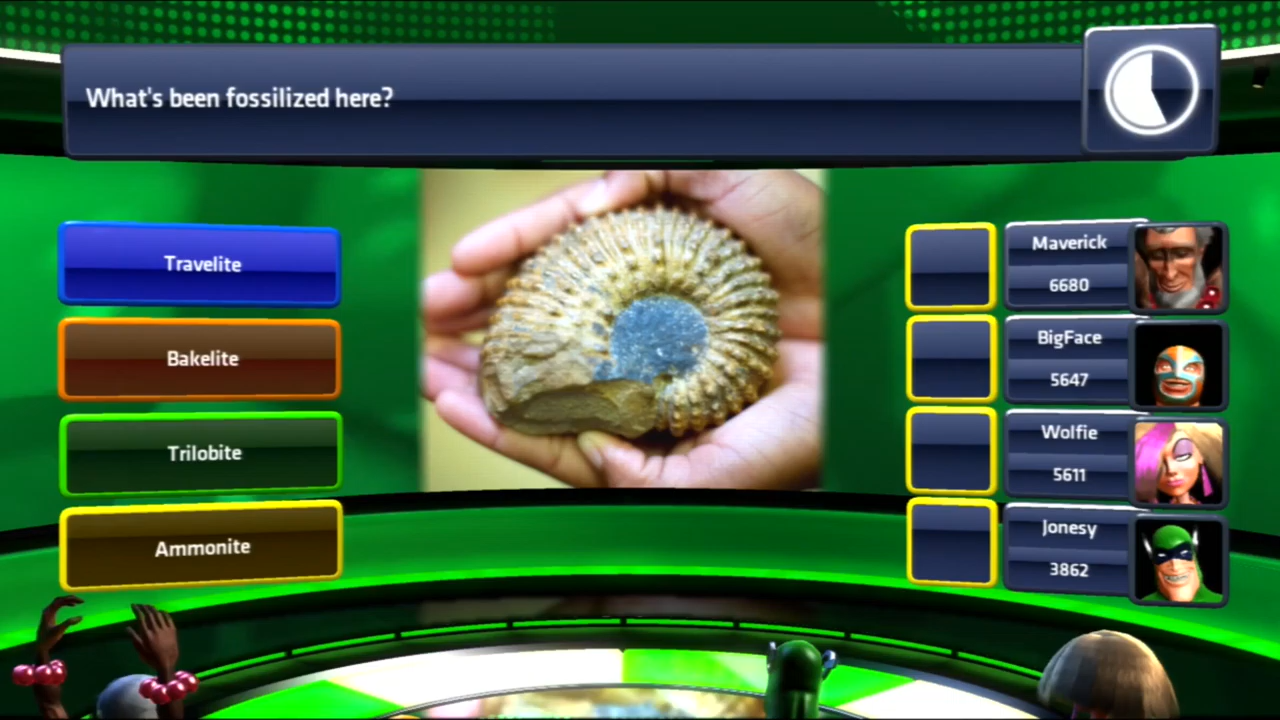 What's been fossilized here?
Travelite
Bakelite
Trilobite
Ammonite
Maverick
6680
BigFace
5647
Wolfie
5611
Jonesy
3862